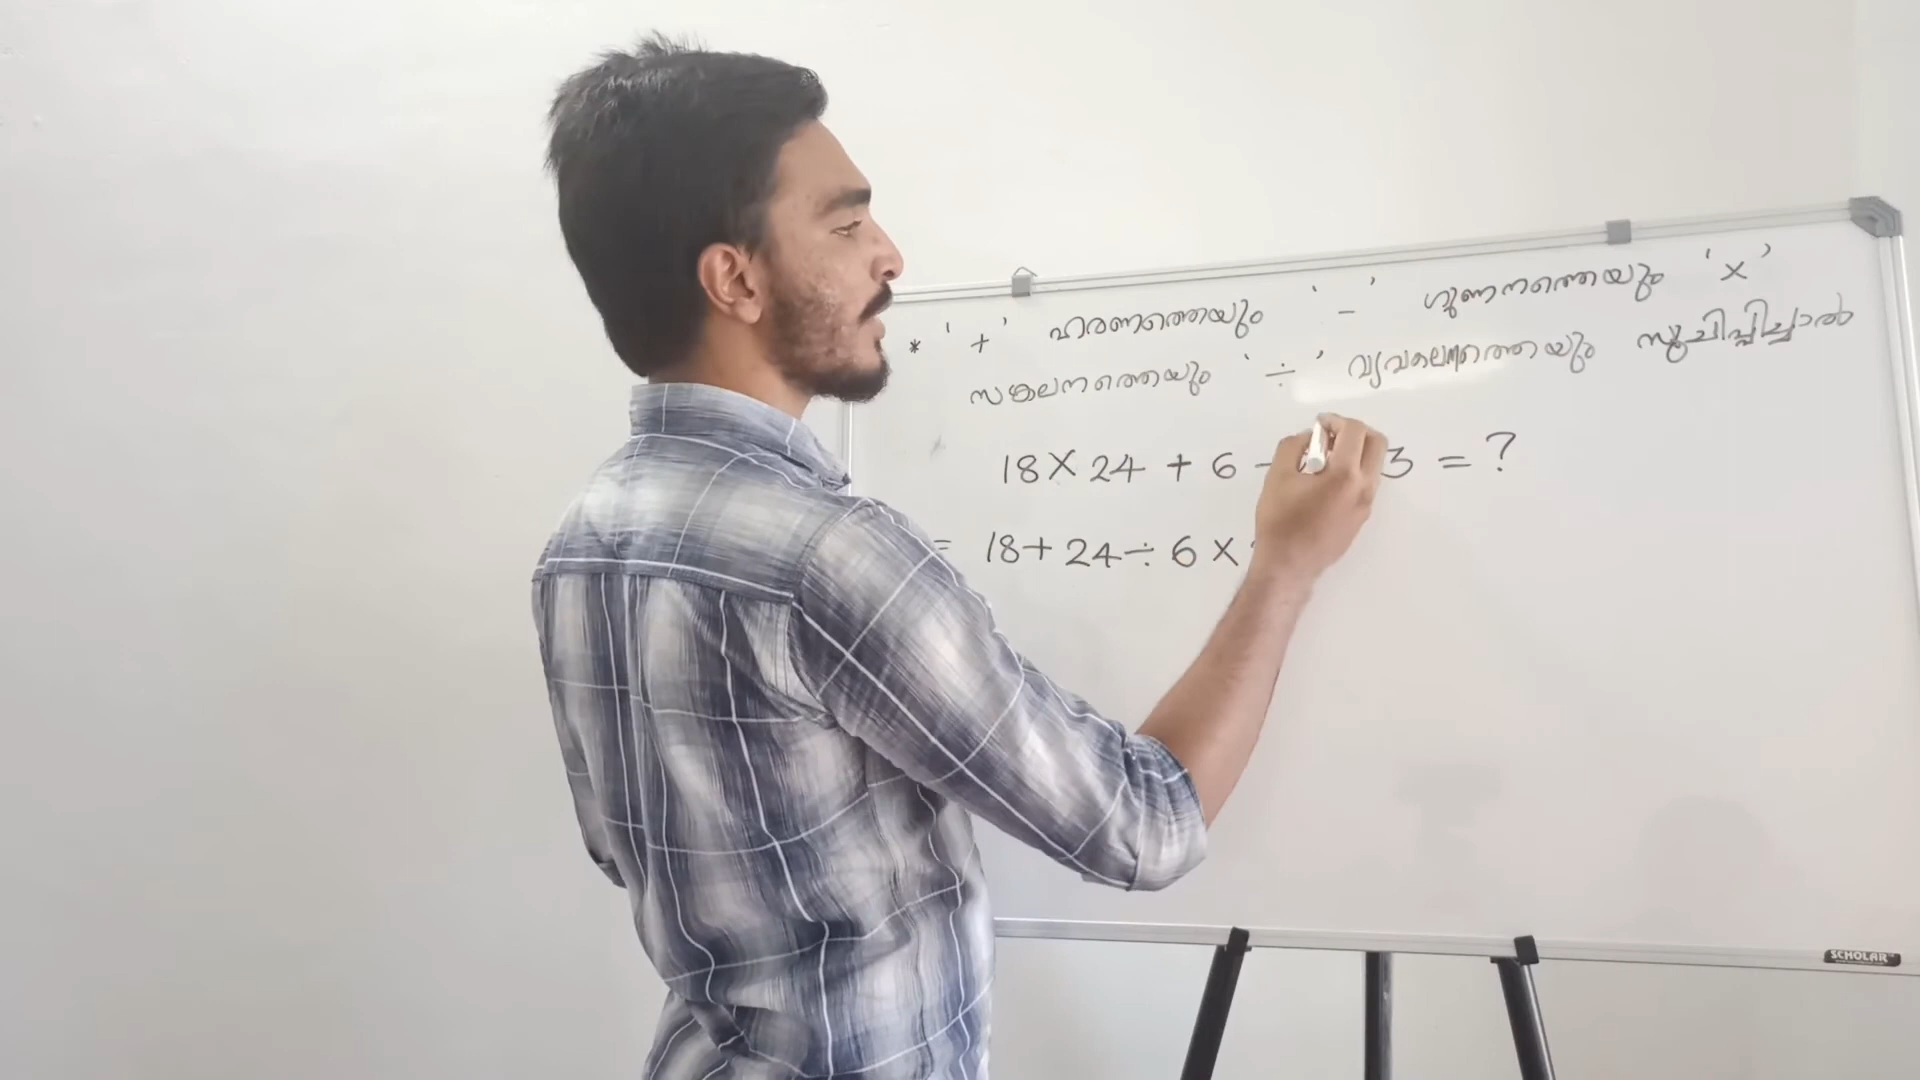 * '+' ഹരണത്തെയും '-' ഗുണനത്തെയും 'x'
സങ്കലനത്തെയും '÷' വ്യവകലനത്തെയും സൂചിപ്പിച്ചാൽ
18 X 24 + 6 - 3 = ?
= 18 + 24 ÷ 6 X
SCHOLAR